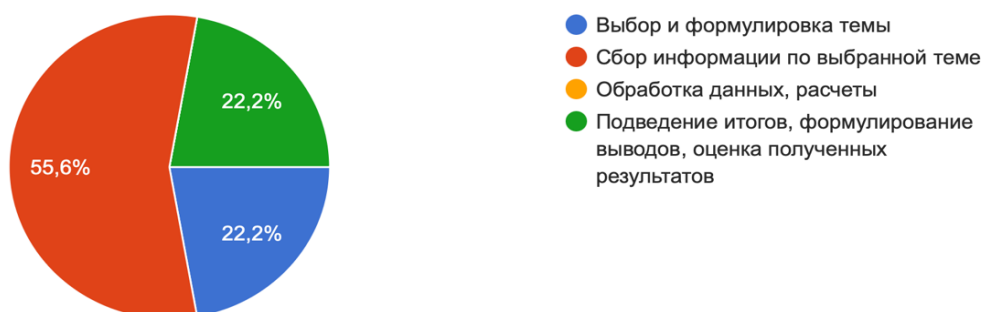 Выбор и формулировка темы
Сбор информации по выбранной теме
Обработка данных, расчеты
Подведение итогов, формулирование
выводов, оценка полученных
результатов
22,2%
55,6%
22,2%